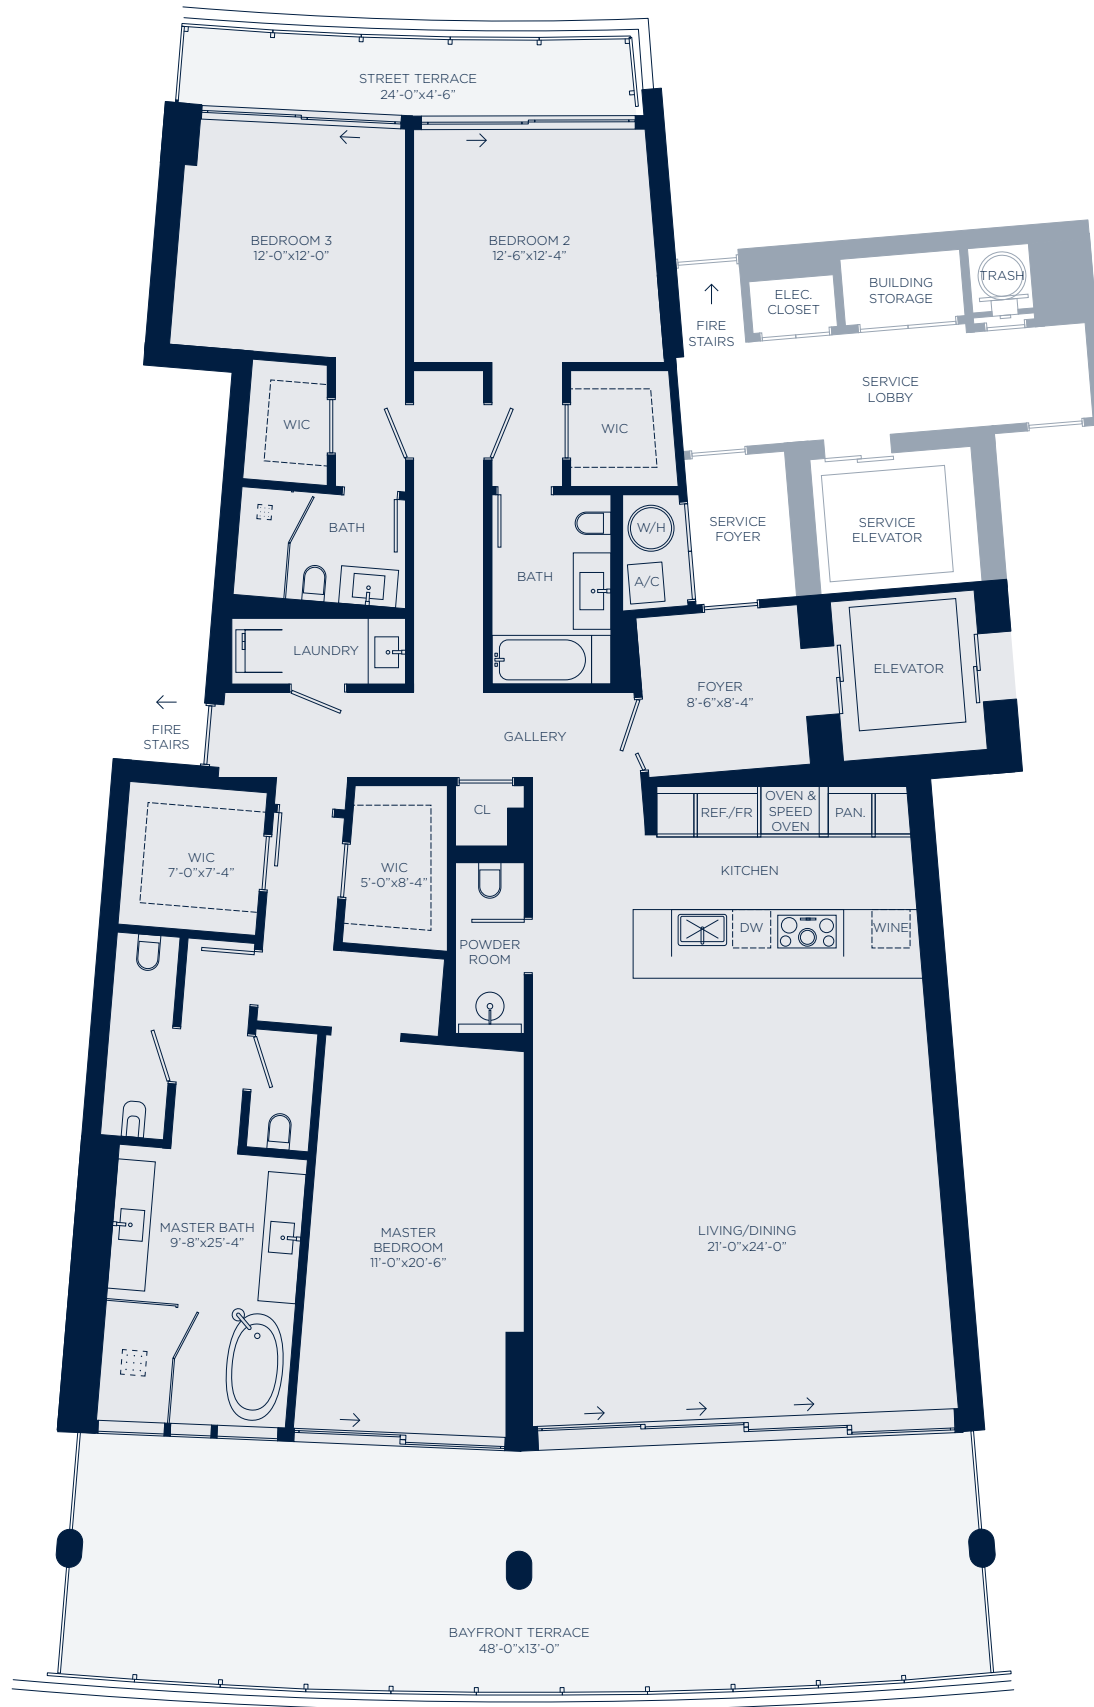 STREET TERRACE
24'-0"x4'-6"
BEDROOM 3
12'-0"x12'-0"
BEDROOM 2
12'-6"x12'-4"
TRASH
BUILDING
STORAGE
ELEC.
CLOSET
FIRE
STAIRS
SERVICE
LOBBY
WIC
WIC
BATH
W/H
SERVICE
FOYER
SERVICE
ELEVATOR
BATH
A/C
LAUNDRY
ELEVATOR
FOYER
8'-6"x8'-4"
FIRE
STAIRS
GALLERY
CL
REF./FR
OVEN &
SPEED
OVEN
PAN.
WIC
7'-0"x7'-4"
WIC
5'-0"x8'-4"
KITCHEN
DW
WINE
POWDER
ROOM
MASTER BATH
9'-8"x25'-4"
MASTER
BEDROOM
11'-0"x20'-6"
LIVING/DINING
21'-0"x24'-0"
BAYFRONT TERRACE
48'-0"x13'-0"